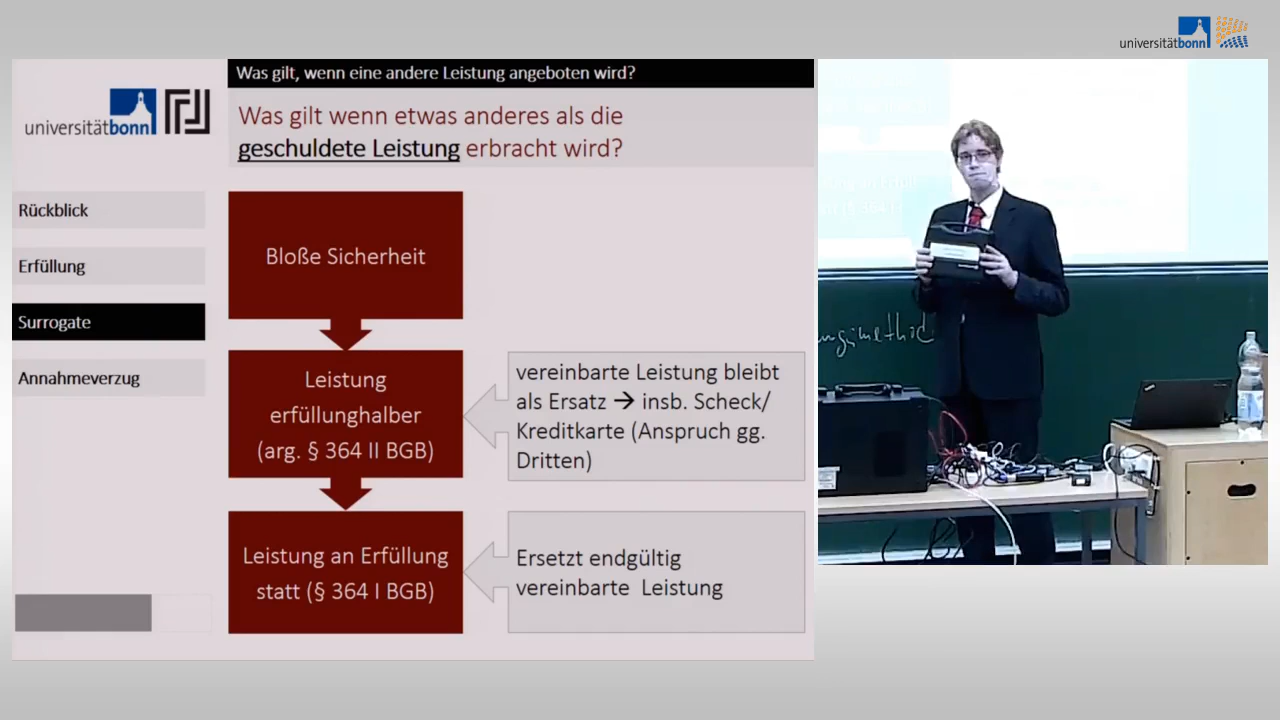 universitätbonn
Was gilt, wenn eine andere Leistung angeboten wird?
universitätbonn
Was gilt wenn etwas anderes als die
geschuldete Leistung erbracht wird?
Rückblick
Erfüllung
Surrogate
Annahmeverzug
Bloße Sicherheit
Leistung
erfüllunghalber
(arg. § 364 II BGB)
vereinbarte Leistung bleibt
als Ersatz → insb. Scheck/
Kreditkarte (Anspruch gg.
Dritten)
Leistung an Erfüllung
statt (§ 364 I BGB)
Ersetzt endgültig
vereinbarte Leistung